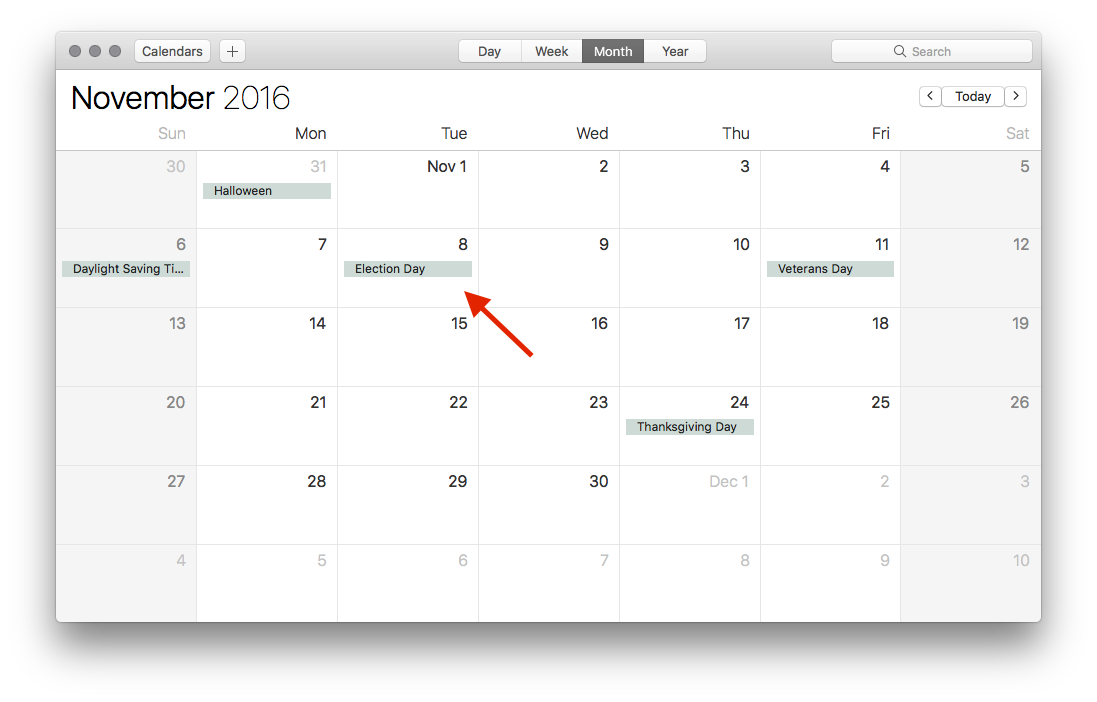 Calendars + Day Week Month Year Search
November 2016
< Today >
Sun Mon Tue Wed Thu Fri Sat
30 31 Nov 1 2 3 4 5
Halloween
6 7 8 9 10 11 12
Daylight Saving Ti... Election Day Veterans Day
13 14 15 16 17 18 19
20 21 22 23 24 25 26
Thanksgiving Day
27 28 29 30 Dec 1 2 3
4 5 6 7 8 9 10